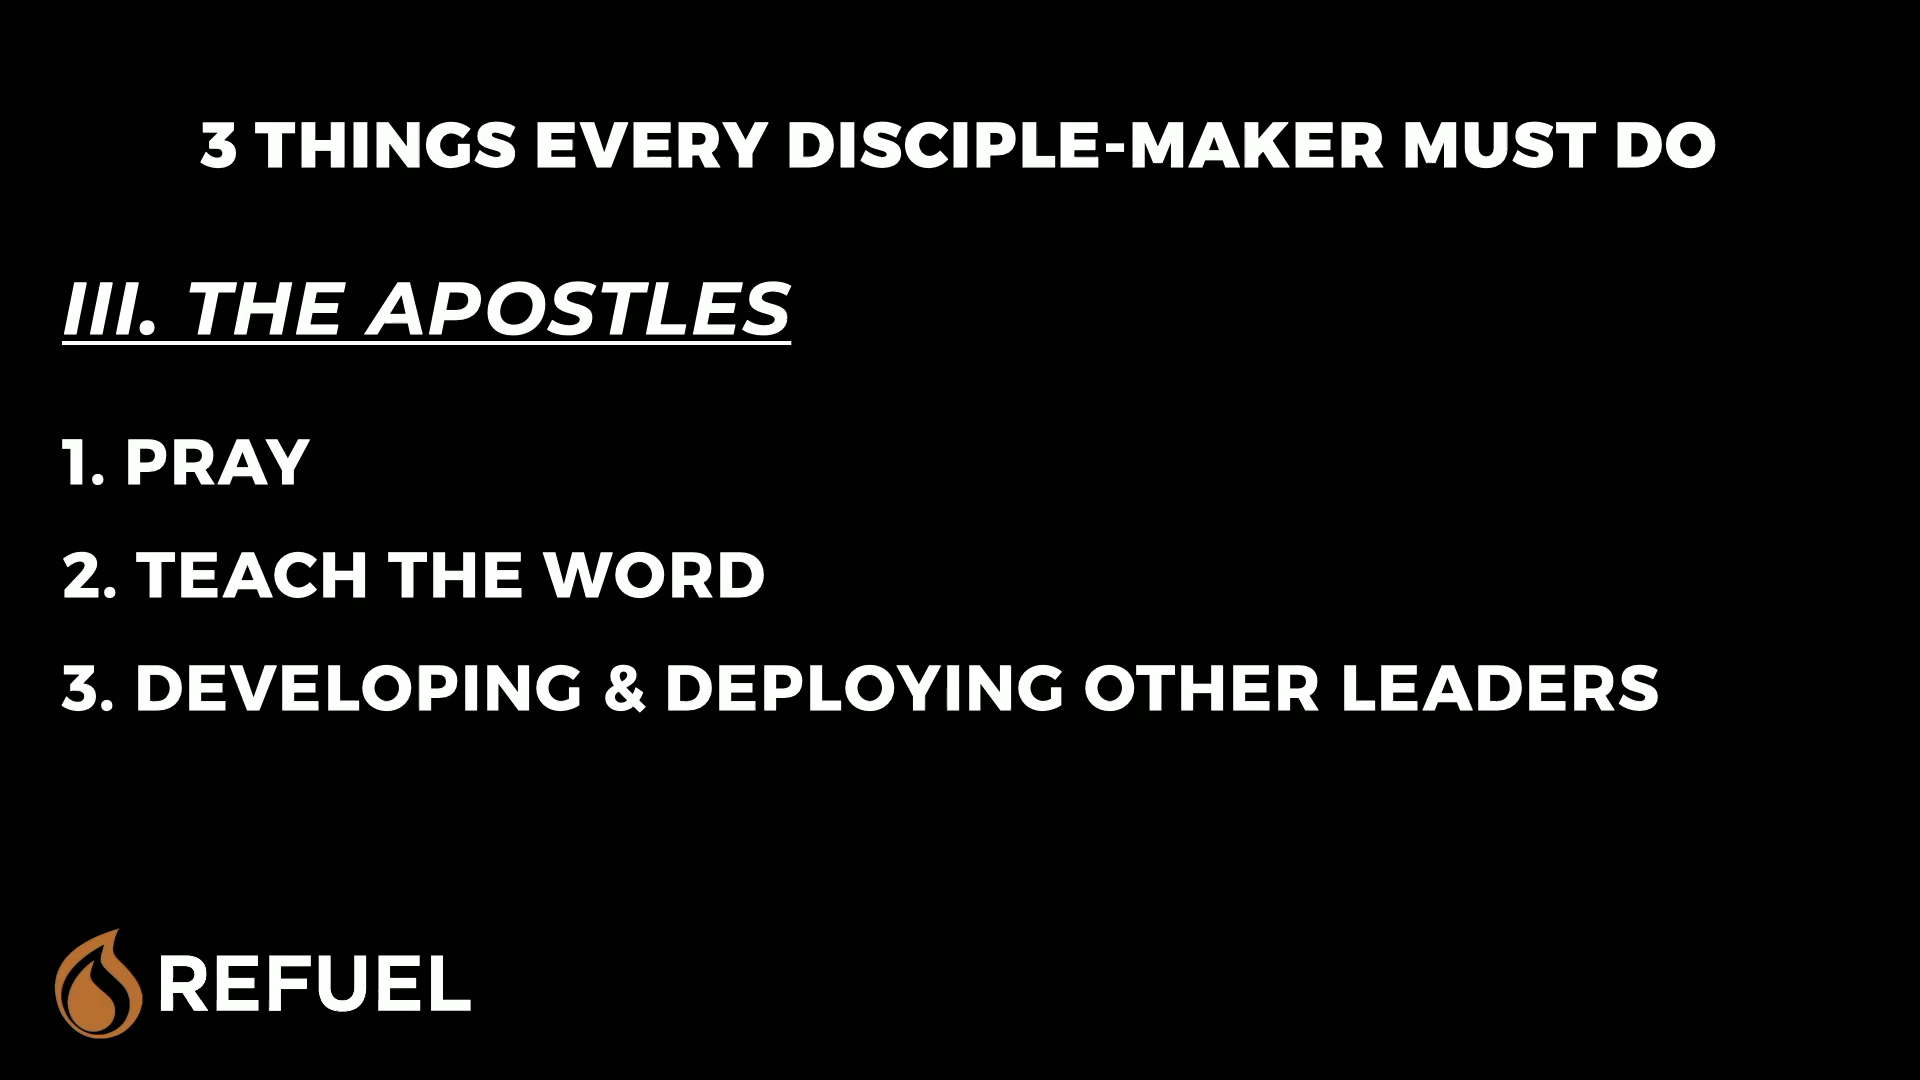 3 THINGS EVERY DISCIPLE-MAKER MUST DO
III. THE APOSTLES
1. PRAY
2. TEACH THE WORD
3. DEVELOPING & DEPLOYING OTHER LEADERS
REFUEL